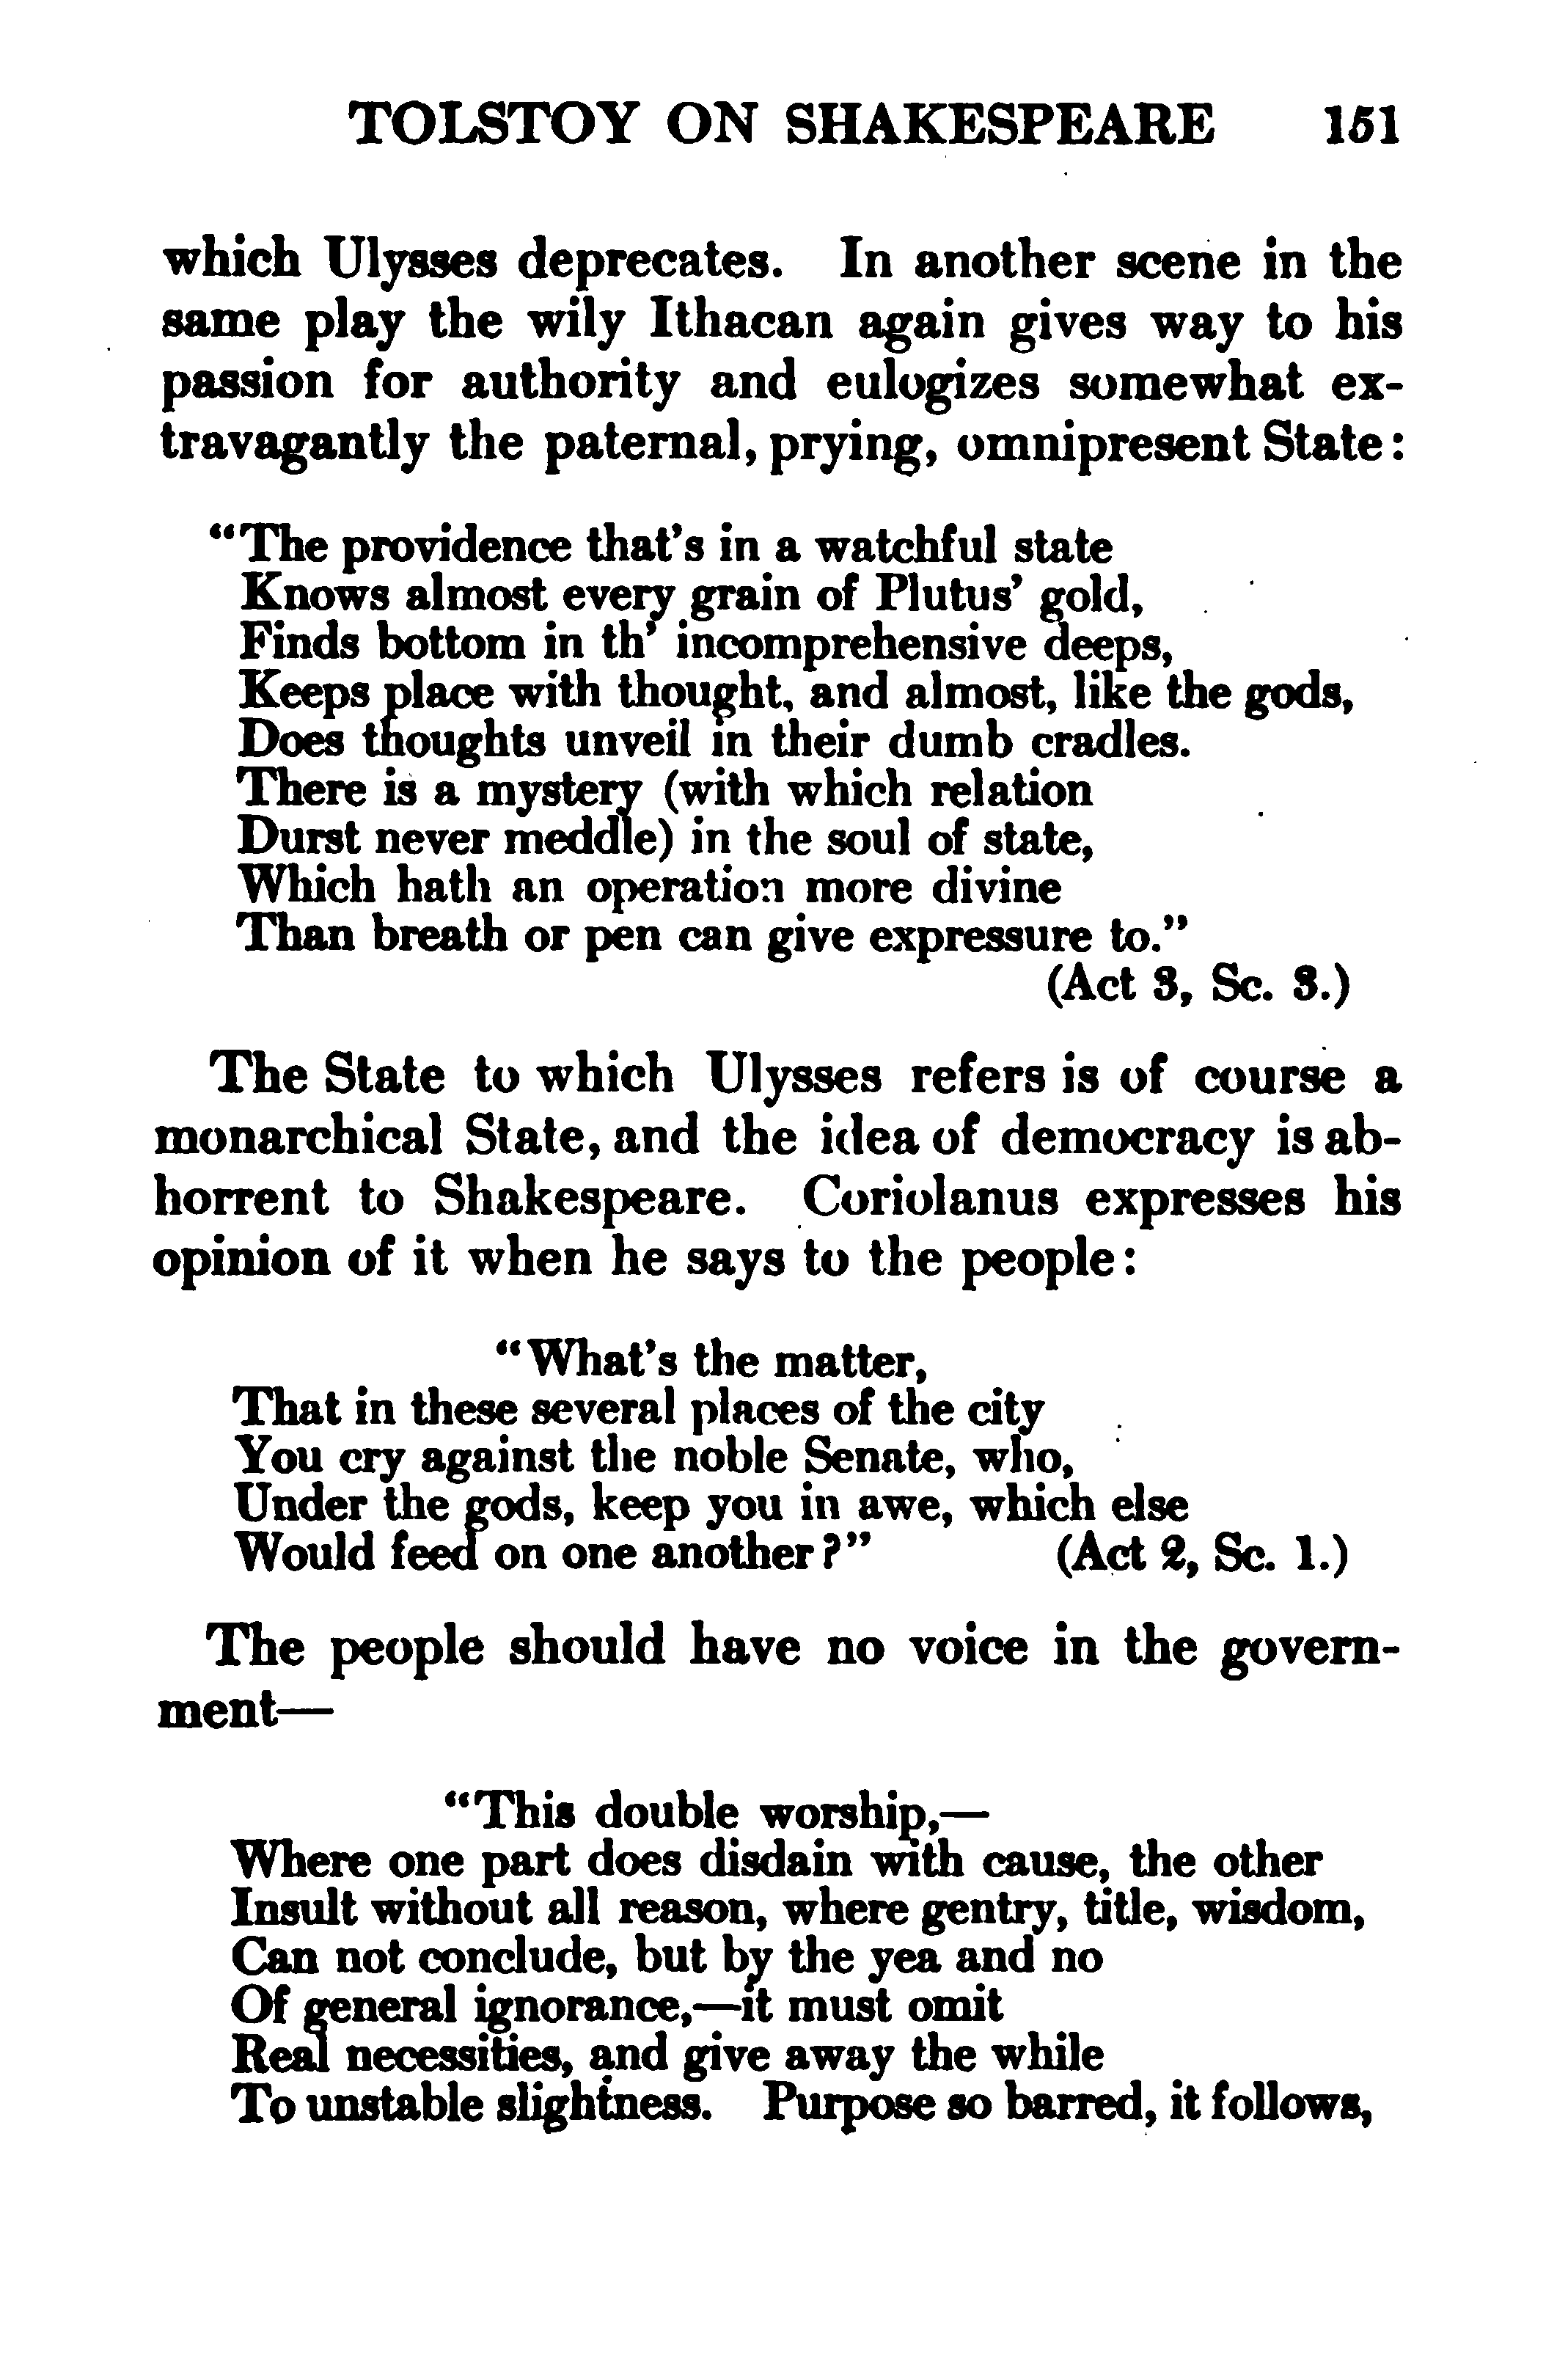 TOLSTOY ON SHAKESPEARE 151
which Ulysses deprecates. In another scene in the
same play the wily Ithacan again gives way to his
passion for authority and eulogizes somewhat ex-
travagantly the paternal, prying, omnipresent State:
“The providence that’s in a watchful state
Knows almost every grain of Plutus’ gold,
Finds bottom in th’ incomprehensive deeps,
Keeps place with thought, and almost, like the gods,
Does thoughts unveil in their dumb cradles.
There is a mystery (with which relation
Durst never meddle) in the soul of state,
Which hath an operation more divine
Than breath or pen can give expressure to.”
(Act 3, Sc. 3.)
The State to which Ulysses refers is of course a
monarchical State, and the idea of democracy is ab-
horrent to Shakespeare. Coriolanus expresses his
opinion of it when he says to the people:
“What’s the matter,
That in these several places of the city
You cry against the noble Senate, who,
Under the gods, keep you in awe, which else
Would feed on one another?” (Act 2, Sc. 1.)
The people should have no voice in the govern-
ment—
“This double worship,—
Where one part does disdain with cause, the other
Insult without all reason, where gentry, title, wisdom,
Can not conclude, but by the yea and no
Of general ignorance,—it must omit
Real necessities, and give away the while
To unstable slightness. Purpose so barred, it follows,